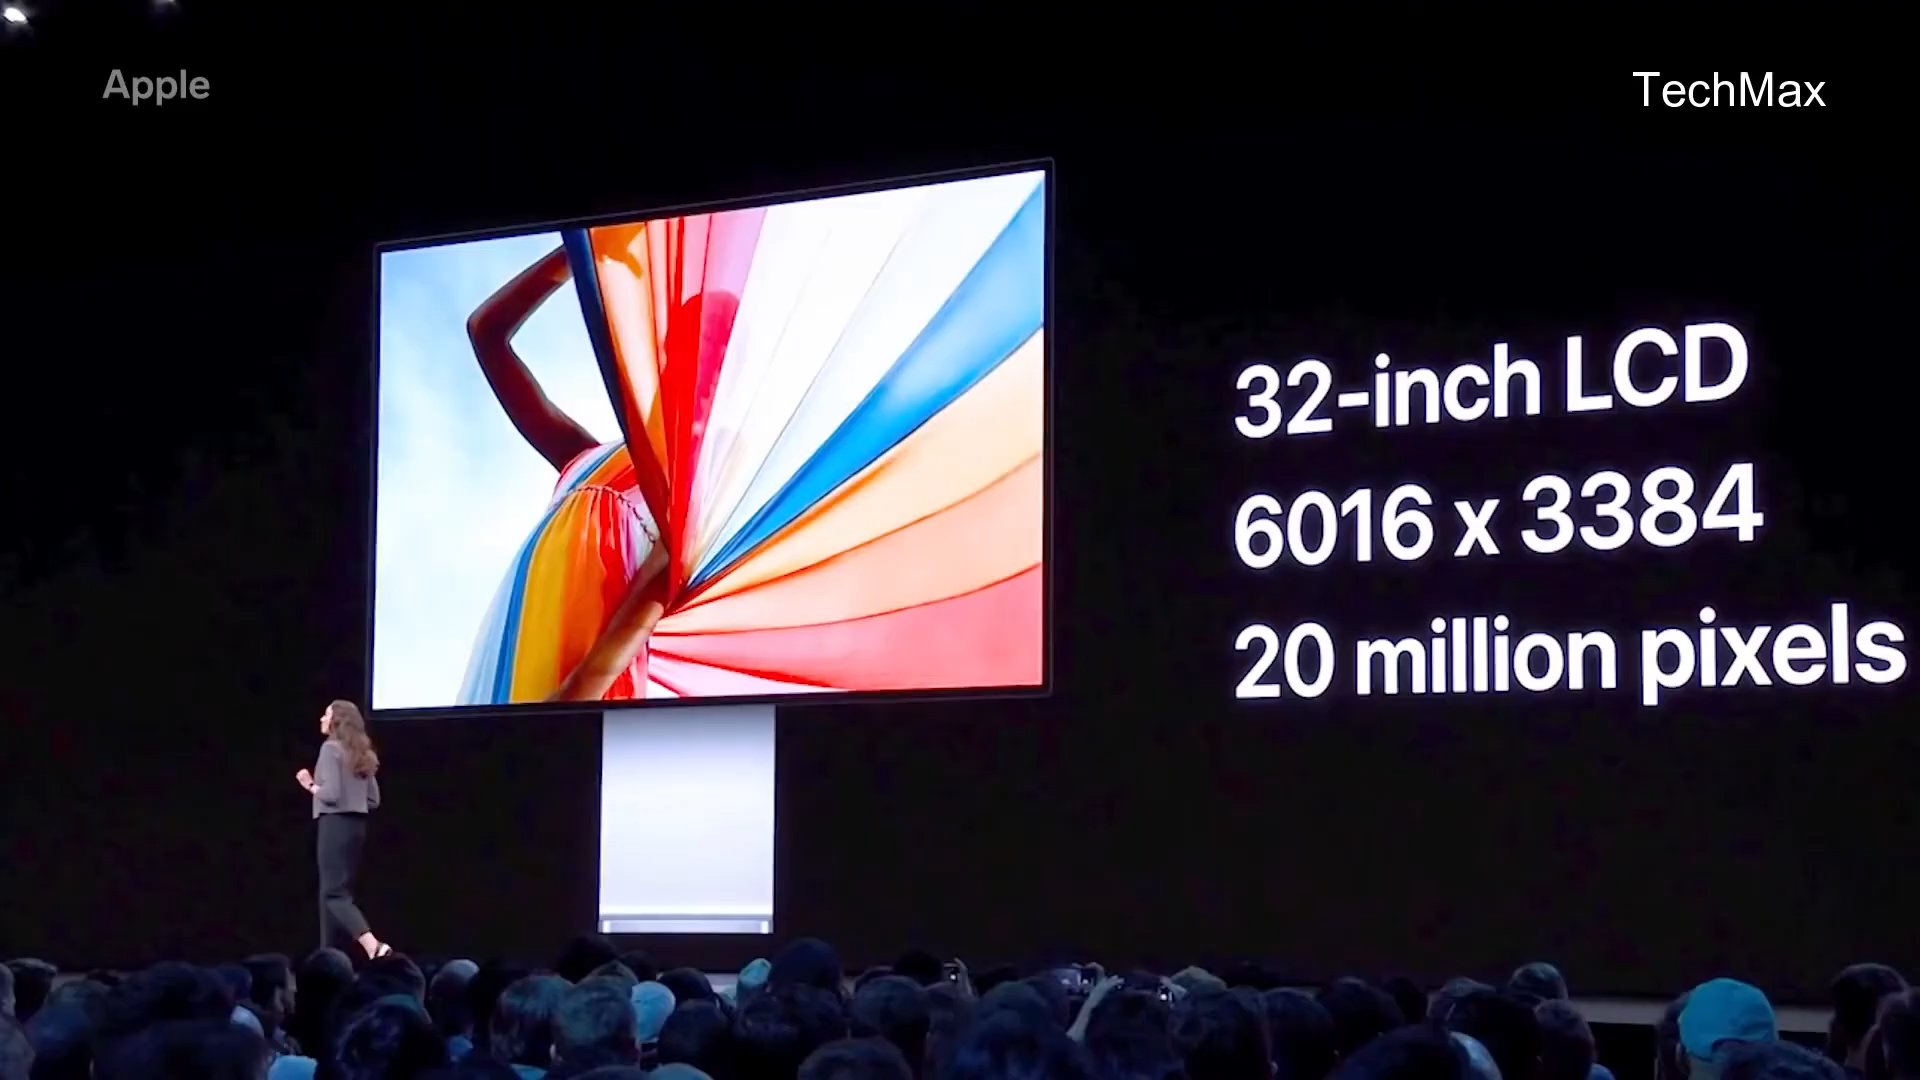 Apple
TechMax
32-inch LCD
6016 x 3384
20 million pixels